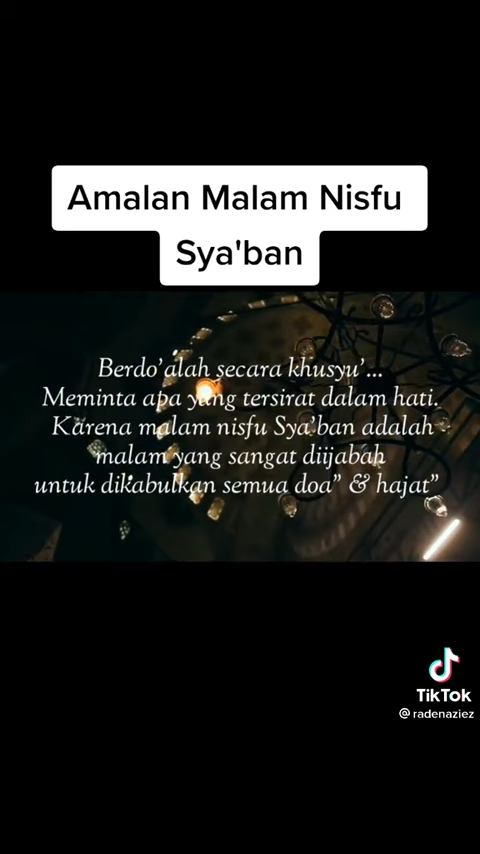 Amalan Malam Nisfu
Sya'ban
Berdo'alah secara khusyu'...
Meminta apa yang tersirat dalam hati.
Karena malam nisfu Sya'ban adalah
malam yang sangat diijabah
untuk dikabulkan semua doa" & hajat"
TikTok
@radenaziez